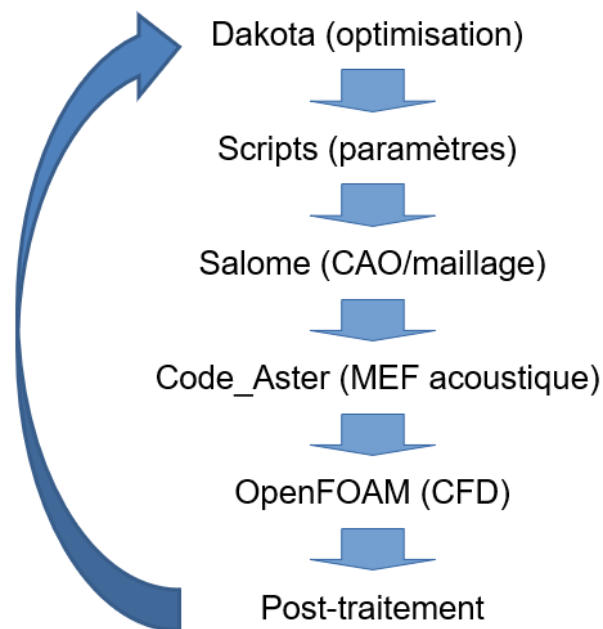 Dakota (optimisation)
Scripts (paramètres)
Salome (CAO/maillage)
Code_Aster (MEF acoustique)
OpenFOAM (CFD)
Post-traitement